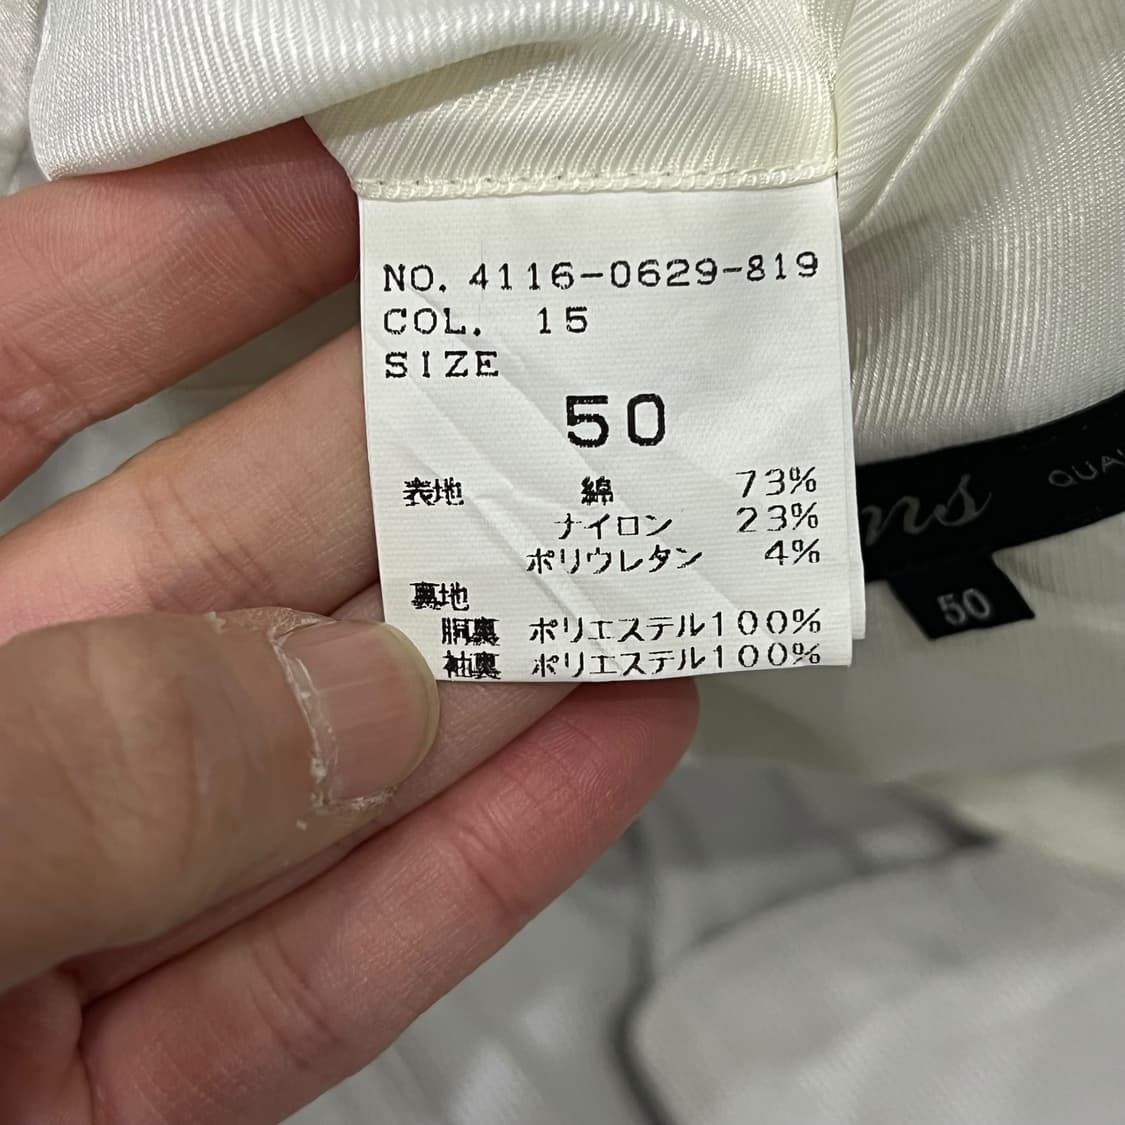 NO. 4116-0629-819
COL. 15
SIZE
50
表地 綿 73%
ナイロン 23%
ポリウレタン 4%
裏地
胴裏 ポリエステル100%
袖裏 ポリエステル100%
50